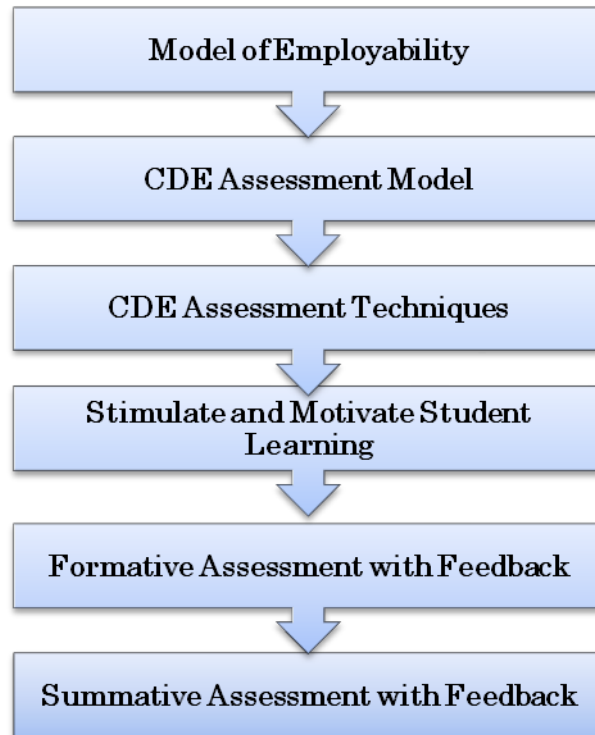 Model of Employability
CDE Assessment Model
CDE Assessment Techniques
Stimulate and Motivate Student
Learning
Formative Assessment with Feedback
Summative Assessment with Feedback